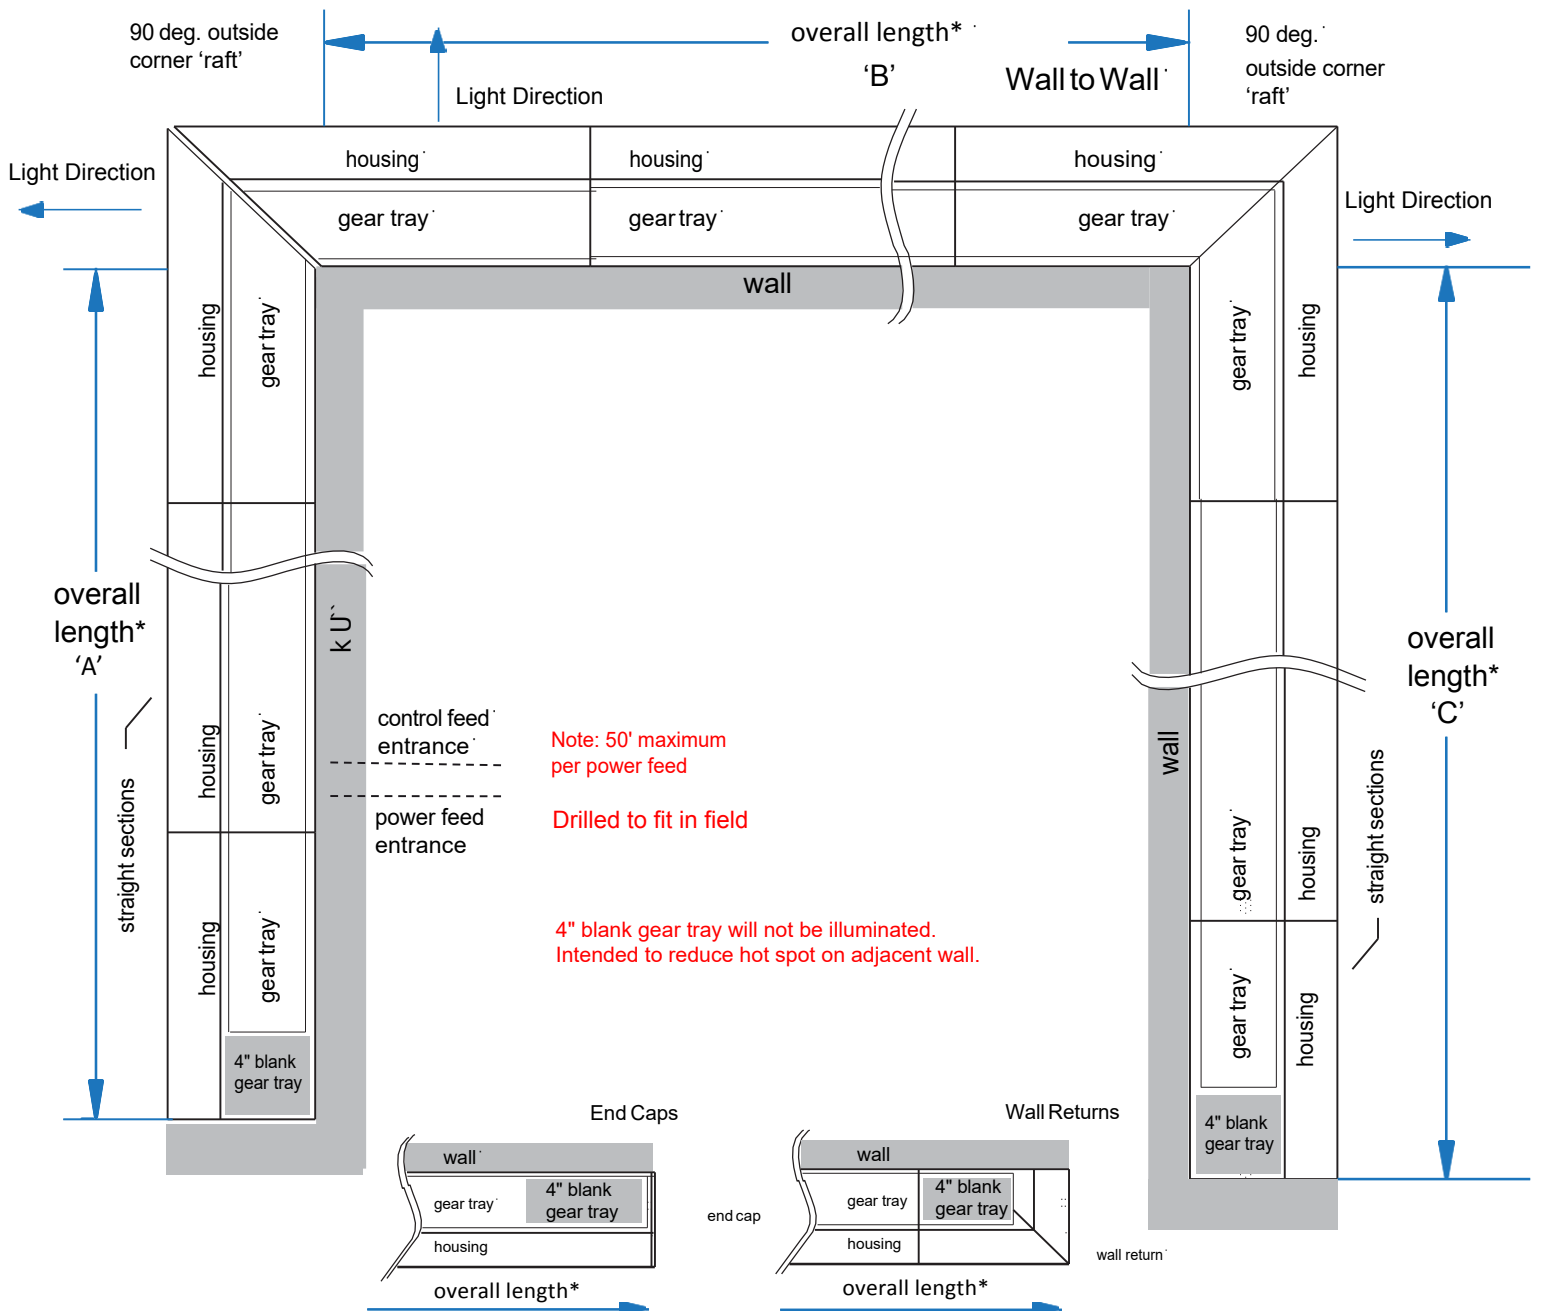 90 deg. outside
corner ‘raft’
overall length*
‘B’
Wall to Wall
90 deg.
outside corner
‘raft’
Light Direction
Light Direction
Light Direction
housing
housing
housing
gear tray
gear tray
gear tray
wall
housing
gear tray
gear tray
housing
overall
length*
‘A’
k U``
overall
length*
‘C’
straight sections
housing
gear tray
control feed
entrance
power feed
entrance
Note: 50' maximum
per power feed
Drilled to fit in field
wall
gear tray
housing
straight sections
4" blank gear tray will not be illuminated.
Intended to reduce hot spot on adjacent wall.
housing
gear tray
gear tray
housing
4" blank
gear tray
4" blank
gear tray
End Caps
Wall Returns
wall
gear tray
4" blank
gear tray
housing
end cap
overall length*
wall
gear tray
4" blank
gear tray
housing
wall return
overall length*